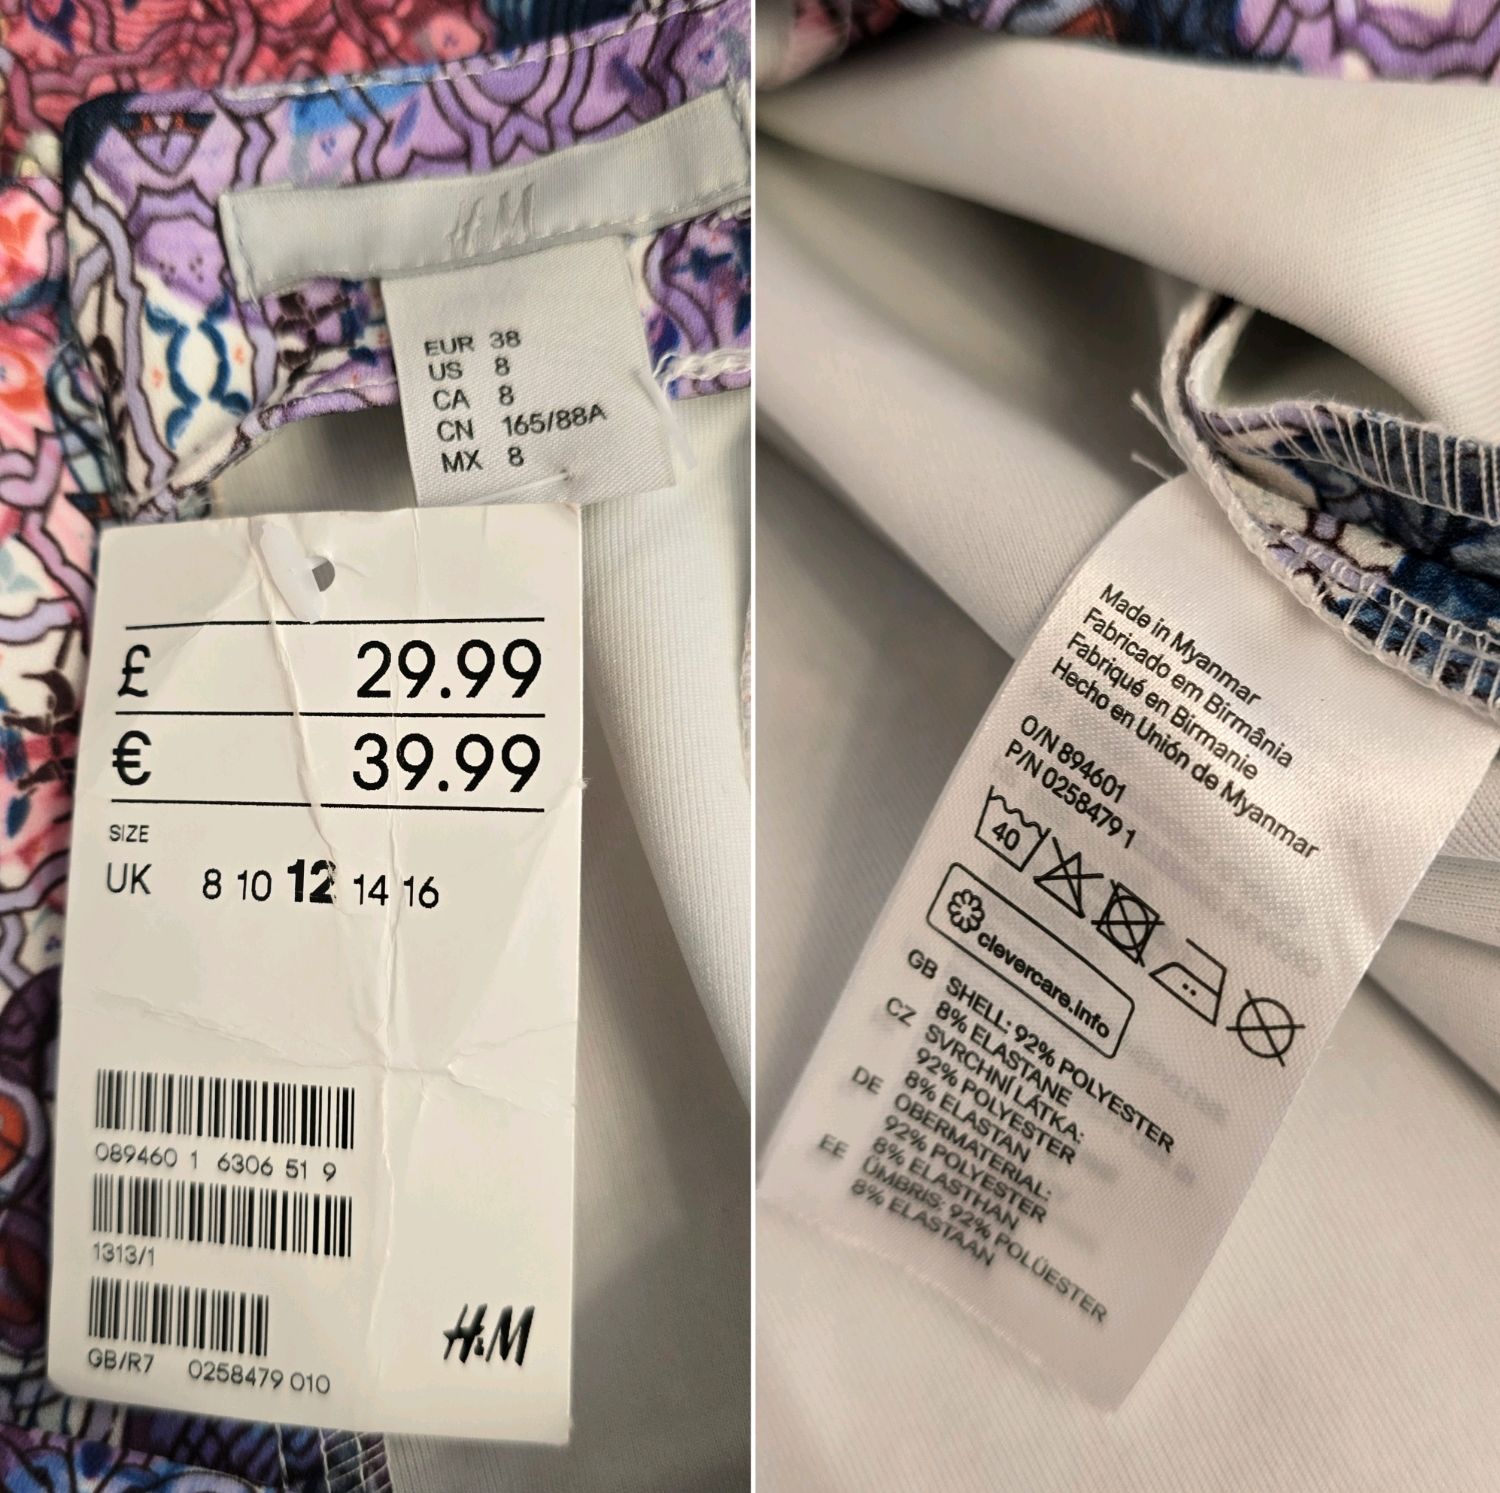 H&M
EUR 38
US 8
CA 8
CN 165/88A
MX 8
£ 29.99
€ 39.99
SIZE
UK 8 10 12 14 16
089460 1 6306 51 9
1313/1
GB/R7 0258479 010
H&M
Made in Myanmar
Fabricado em Birmânia
Fabriqué en Birmanie
Hecho en Unión de Myanmar
O/N 894601
P/N 0258479 1
40
clevercare.info
GB SHELL: 92% POLYESTER
8% ELASTANE
CZ SVRCHNÍ LÁTKA:
92% POLYESTER
8% ELASTAN
DE OBERMATERIAL:
92% POLYESTER
8% ELASTHAN
EE ÜMBRIS: 92% POLÜESTER
8% ELASTAAN